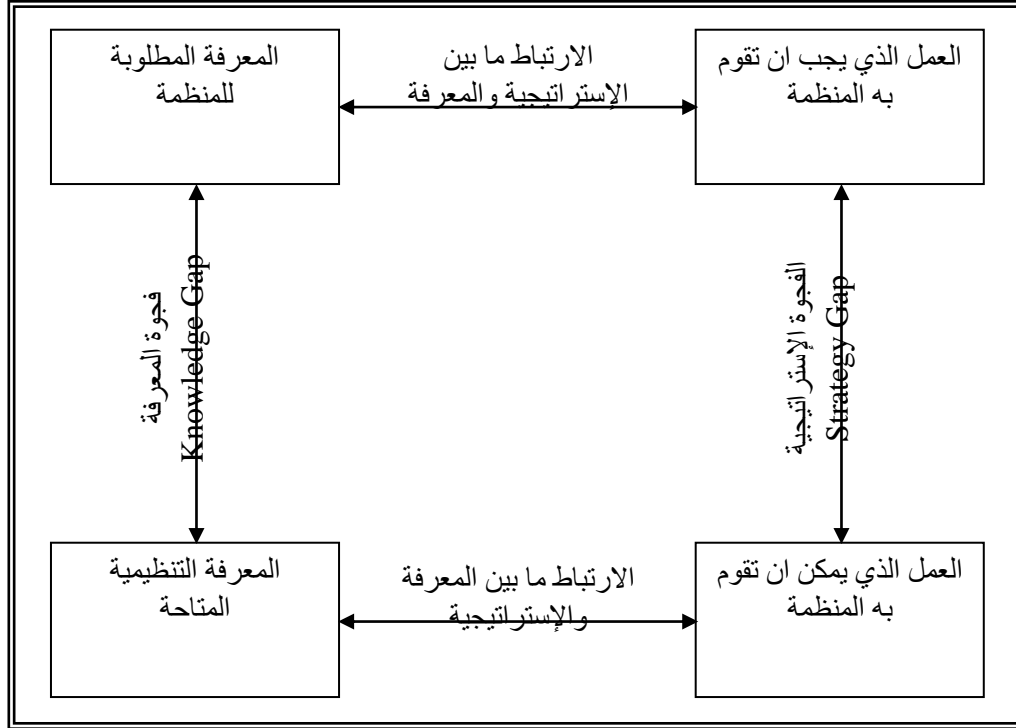 العمل الذي يجب ان تقوم
به المنظمة
الارتباط ما بين
الإستراتيجية والمعرفة
المعرفة المطلوبة
للمنظمة
الفجوة الإستراتيجية
Strategy Gap
فجوة المعرفة
Knowledge Gap
العمل الذي يمكن ان تقوم
به المنظمة
الارتباط ما بين المعرفة
والإستراتيجية
المعرفة التنظيمية
المتاحة